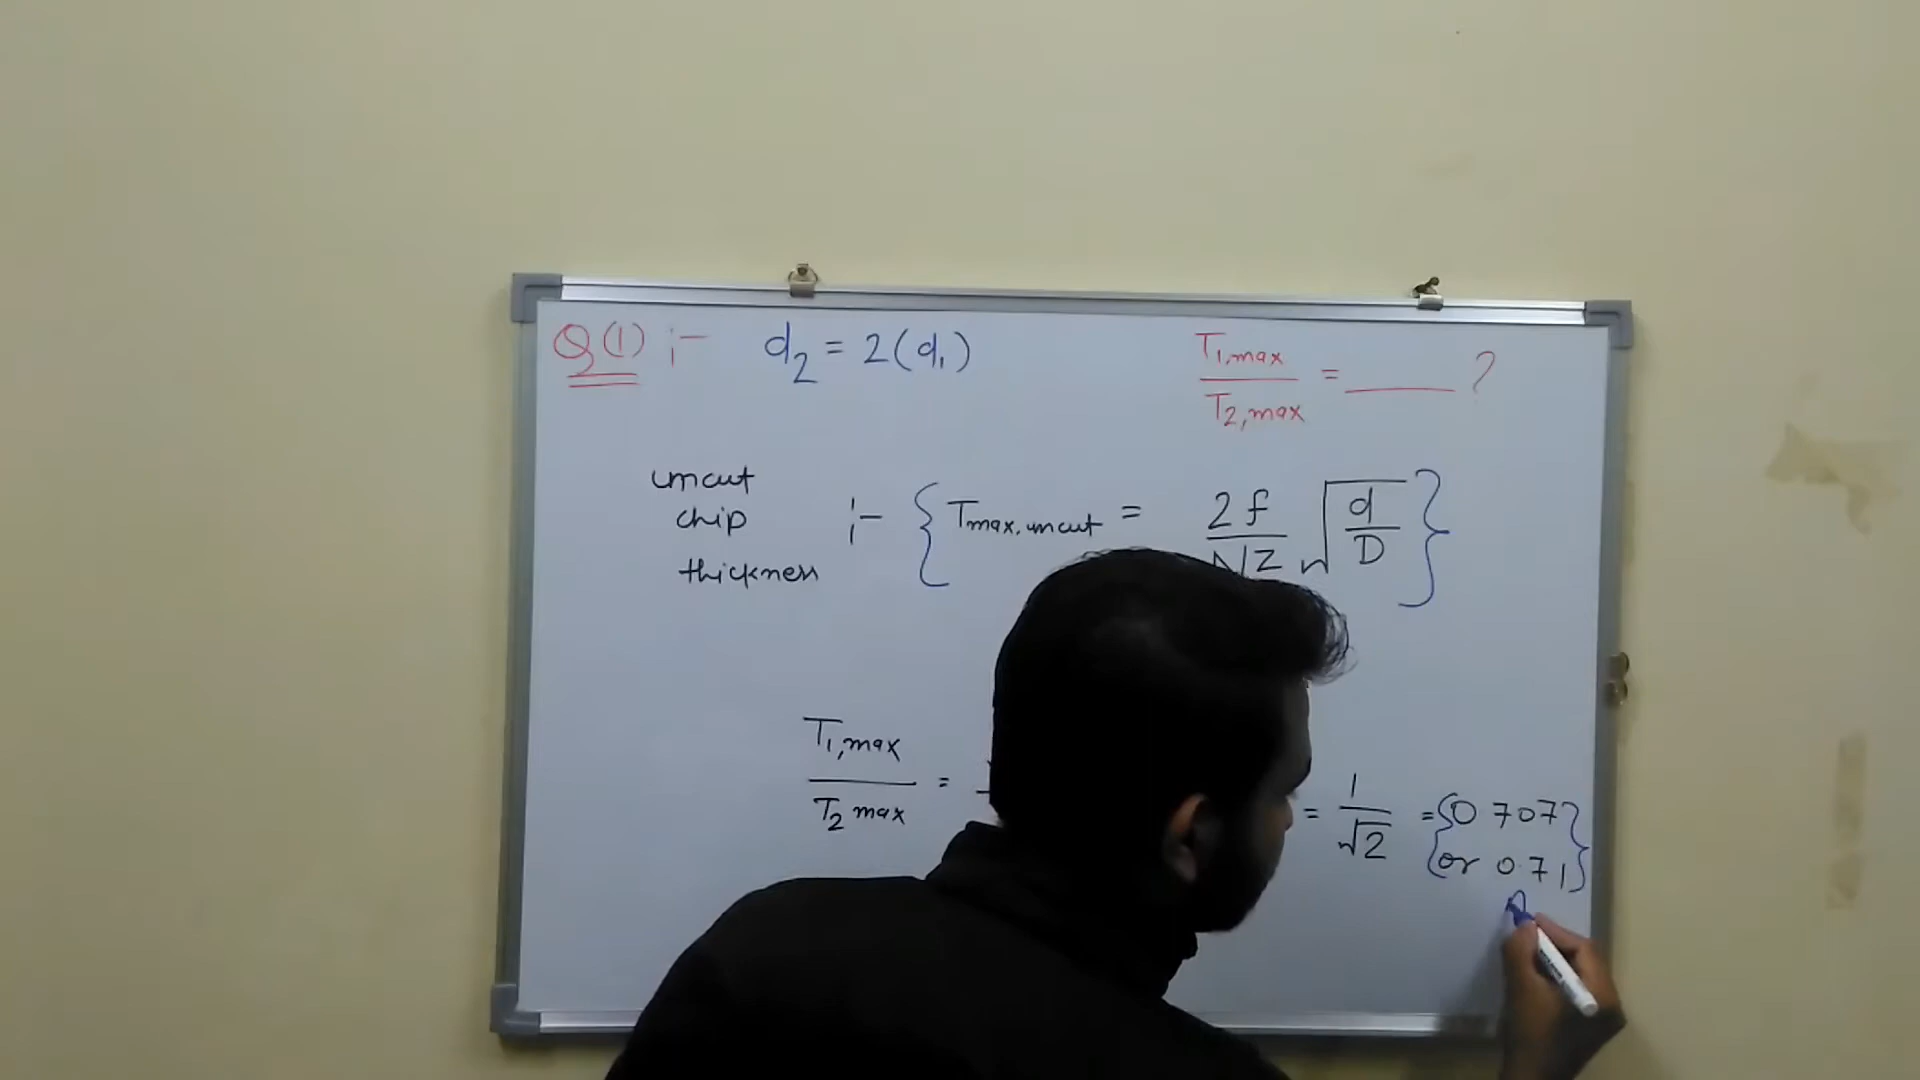 Q(1) :- d2 = 2(d1)
T1,max / T2,max = ______ ?
uncut
chip
thickness
:- { Tmax,uncut = 2f / NZ √(d/D) }
T1,max / T2 max =
= 1/√2 = {0 707
or 0.71}